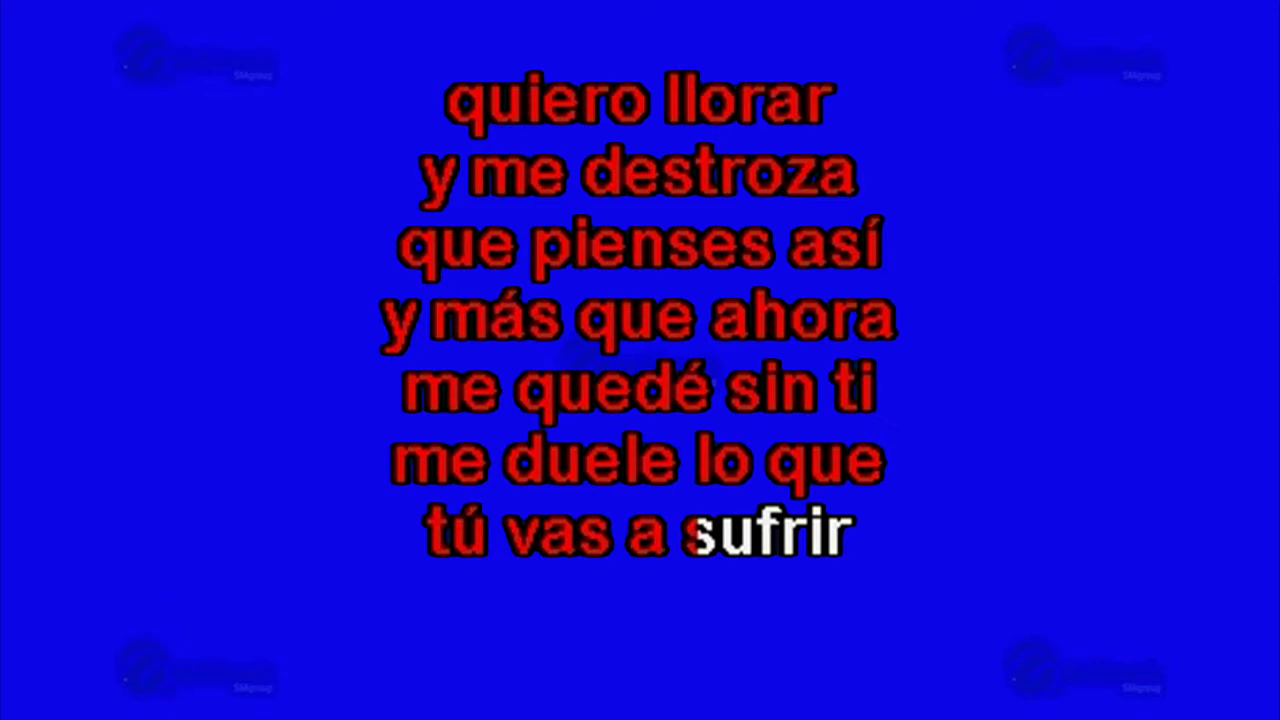 quiero llorar
y me destroza
que pienses así
y más que ahora
me quedé sin ti
me duele lo que
tú vas a sufrir